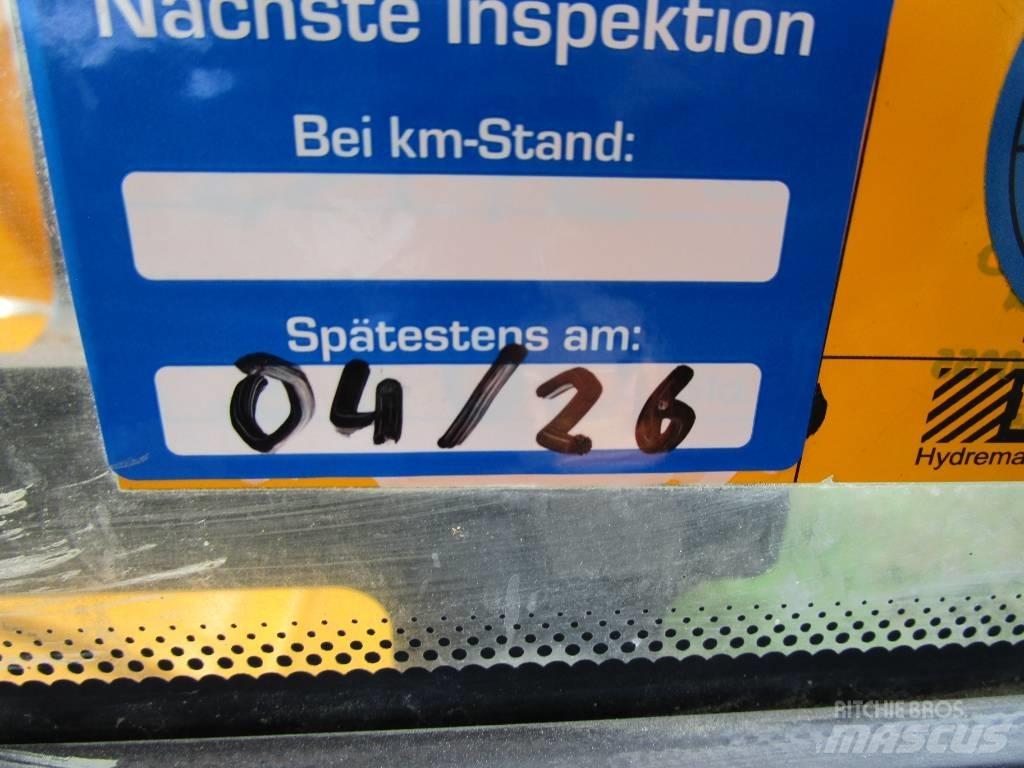 Nächste Inspektion
Bei km-Stand:
Spätestens am:
04/26
Hydrema
RITCHIE BROS.
MASCUS